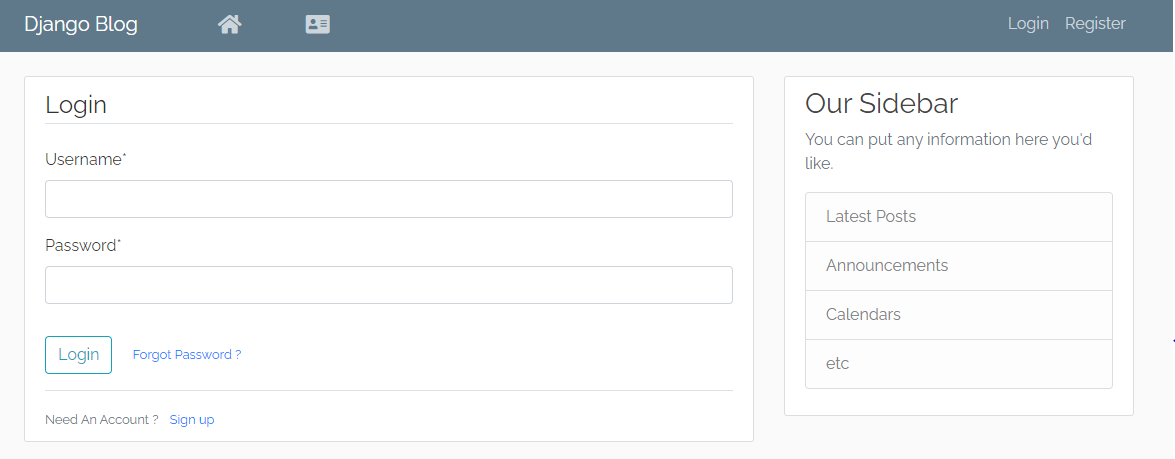 Django Blog
Login Register
Login
Username*
Password*
Login Forgot Password ?
Need An Account ? Sign up
Our Sidebar
You can put any information here you'd
like.
Latest Posts
Announcements
Calendars
etc